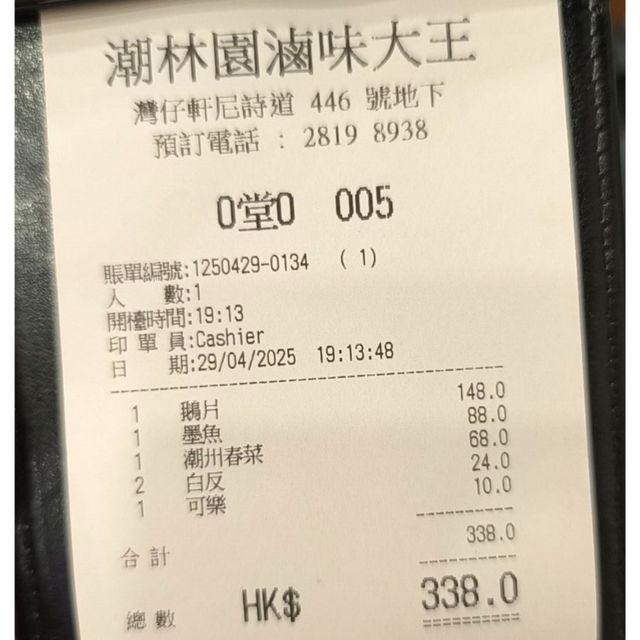 潮林園滷味大王
灣仔軒尼詩道 446 號地下
預訂電話 : 2819 8938
0堂0 005
賬單編號:1250429-0134 ( 1)
人 數:1
開檯時間:19:13
印 單 員:Cashier
日 期:29/04/2025 19:13:48
1 鵝片 148.0
1 墨魚 88.0
1 潮州春菜 68.0
2 白反 24.0
1 可樂 10.0
合 計 338.0
總 數 HK$ 338.0